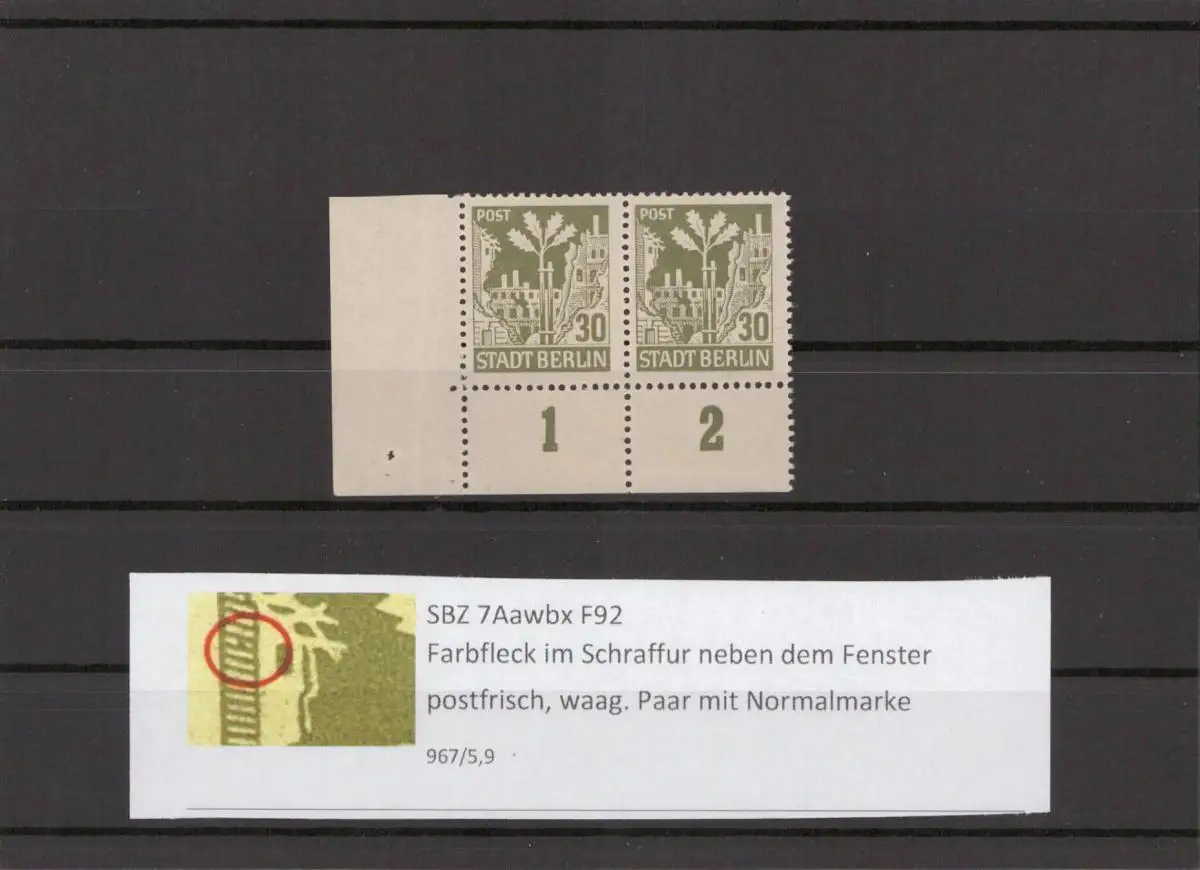 POST POST
30 30
STADT BERLIN STADT BERLIN
1 2
SBZ 7Aawbx F92
Farbfleck im Schraffur neben dem Fenster
postfrisch, waag. Paar mit Normalmarke
967/5,9